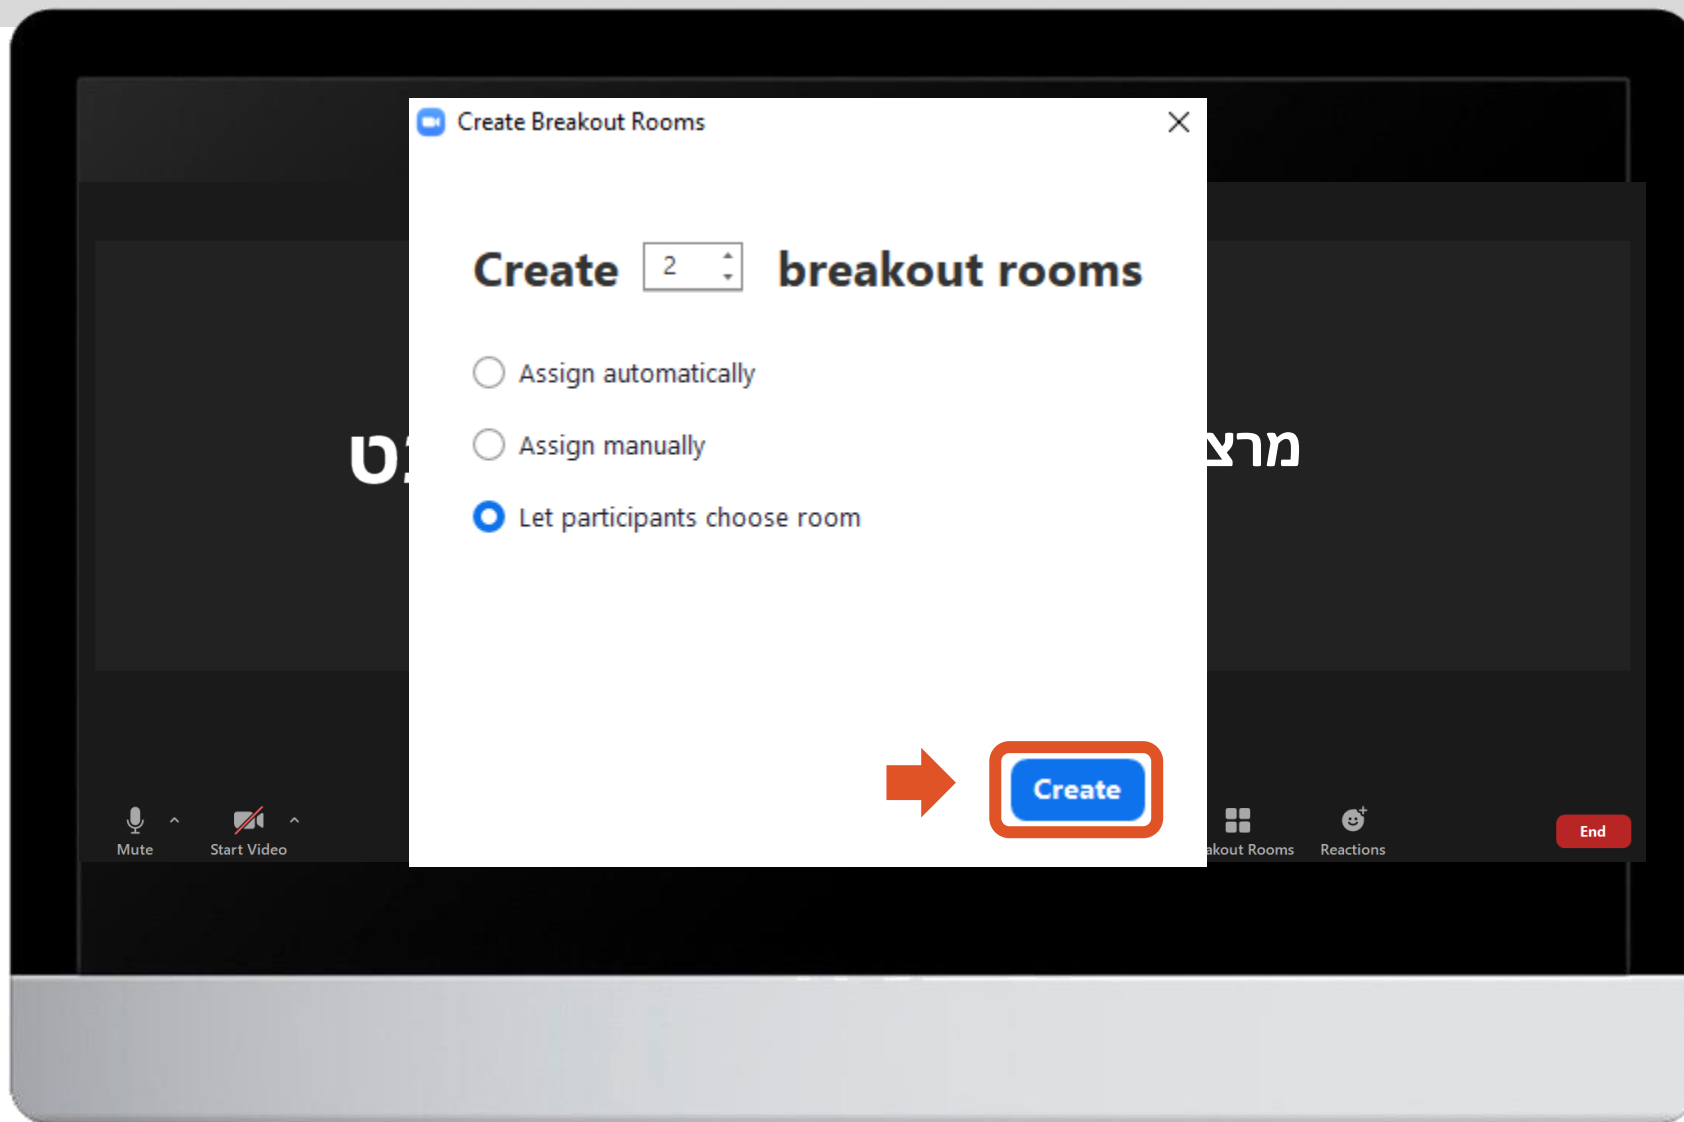 Create Breakout Rooms
Create 2 breakout rooms
Assign automatically
Assign manually
Let participants choose room
Create
Mute
Start Video
Rooms
Reactions
End